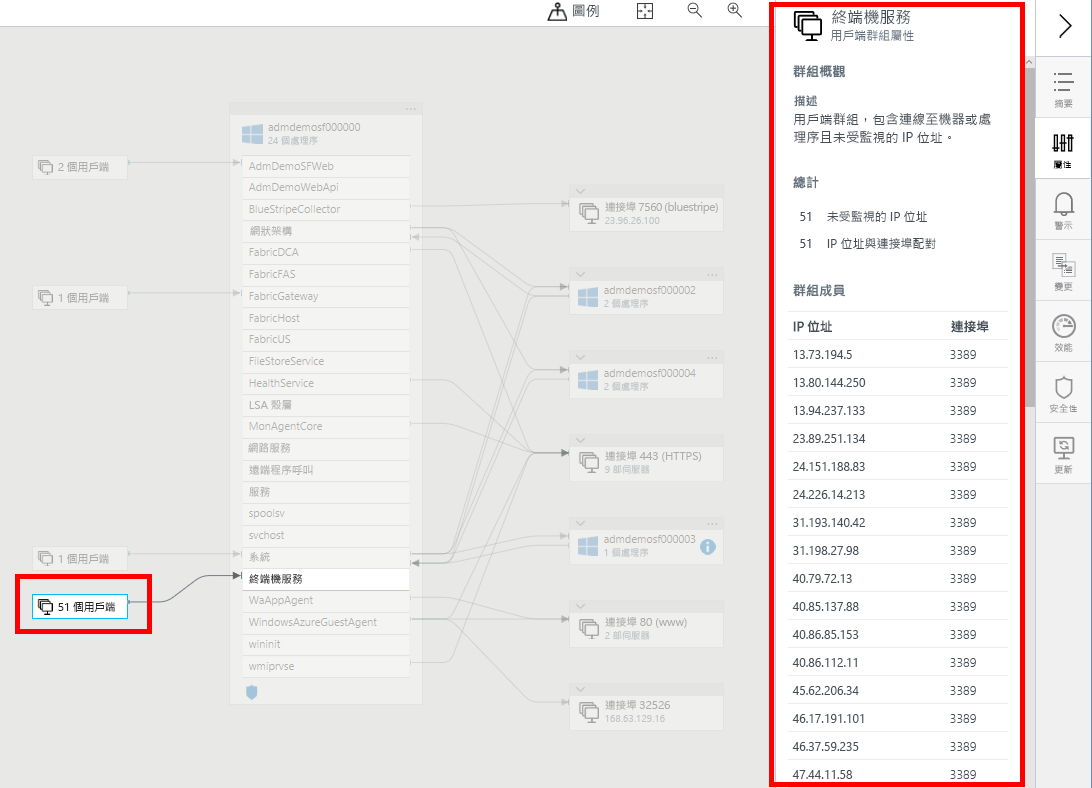 圖例
2 個用戶端
1 個用戶端
1 個用戶端
51 個用戶端
admdemosf000000
24 個處理序
AdmDemoSFWeb
AdmDemoWebApi
BlueStripeCollector
網狀架構
FabricDCA
FabricFAS
FabricGateway
FabricHost
FabricUS
FileStoreService
HealthService
LSA 殼層
MonAgentCore
網路服務
遠端程序呼叫
服務
spoolsv
svchost
系統
終端機服務
WaAppAgent
WindowsAzureGuestAgent
wininit
wmiprvse
連接埠 7560 (bluestripe)
23.96.26.100
admdemosf000002
2 個處理序
admdemosf000004
2 個處理序
連接埠 443 (HTTPS)
9 部伺服器
admdemosf000003
1 個處理序
連接埠 80 (www)
2 部伺服器
連接埠 32526
168.63.129.16
終端機服務
用戶端群組屬性
群組概觀
描述
用戶端群組，包含連線至機器或處
理序且未受監視的 IP 位址。
總計
51 未受監視的 IP 位址
51 IP 位址與連接埠配對
群組成員
IP 位址 連接埠
13.73.194.5 3389
13.80.144.250 3389
13.94.237.133 3389
23.89.251.134 3389
24.151.188.83 3389
24.226.14.213 3389
31.193.140.42 3389
31.198.27.98 3389
40.79.72.13 3389
40.85.137.88 3389
40.86.85.153 3389
40.86.112.11 3389
45.62.206.34 3389
46.17.191.101 3389
46.37.59.235 3389
47.44.11.58 3389
摘要
屬性
警示
變更
效能
安全性
更新